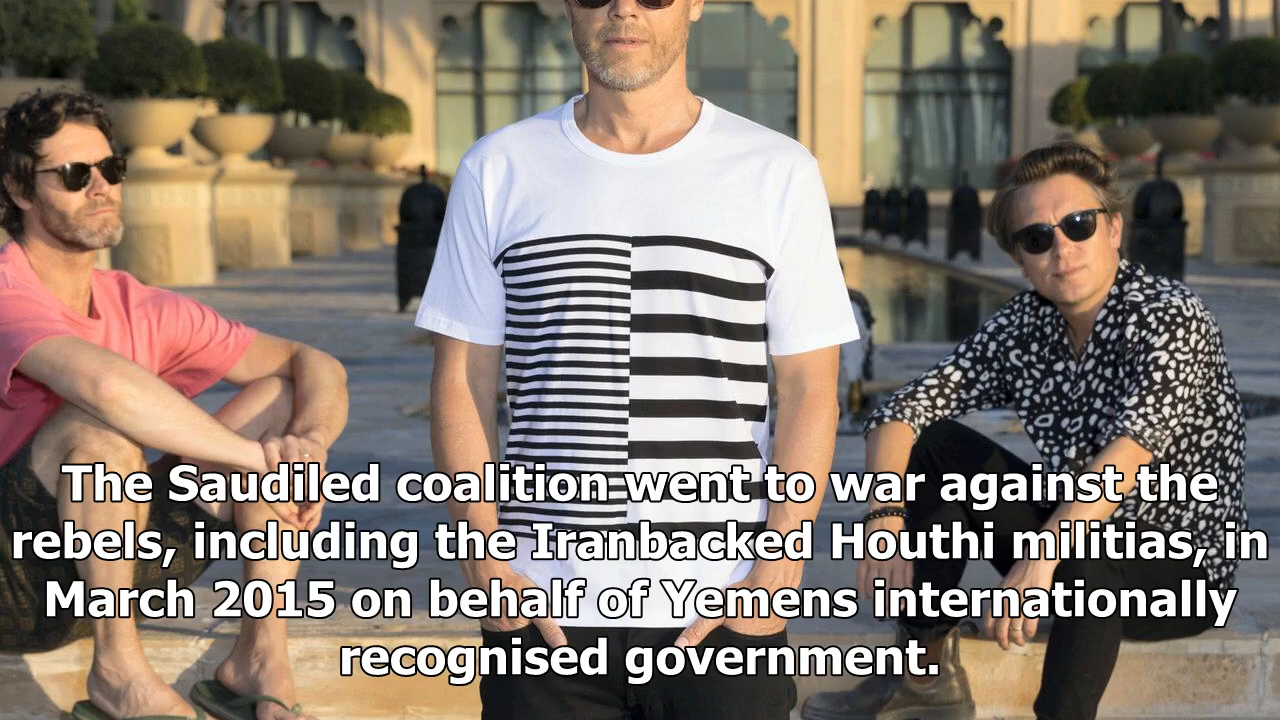 The Saudiled coalition went to war against the
rebels, including the Iranbacked Houthi militias, in
March 2015 on behalf of Yemens internationally
recognised government.